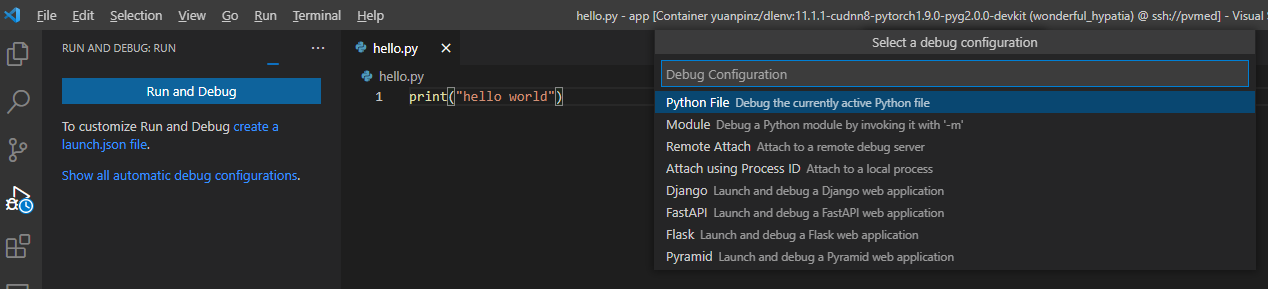 File Edit Selection View Go Run Terminal Help
hello.py - app [Container yuanpinz/dlenv:11.1.1-cudnn8-pytorch1.9.0-pyg2.0.0-devkit (wonderful_hypatia) @ ssh://pvmed] - Visual S
RUN AND DEBUG: RUN
Run and Debug
To customize Run and Debug create a
launch.json file.
Show all automatic debug configurations.
hello.py
hello.py
1 print("hello world")
Select a debug configuration
Debug Configuration
Python File Debug the currently active Python file
Module Debug a Python module by invoking it with '-m'
Remote Attach Attach to a remote debug server
Attach using Process ID Attach to a local process
Django Launch and debug a Django web application
FastAPI Launch and debug a FastAPI web application
Flask Launch and debug a Flask web application
Pyramid Launch and debug a Pyramid web application